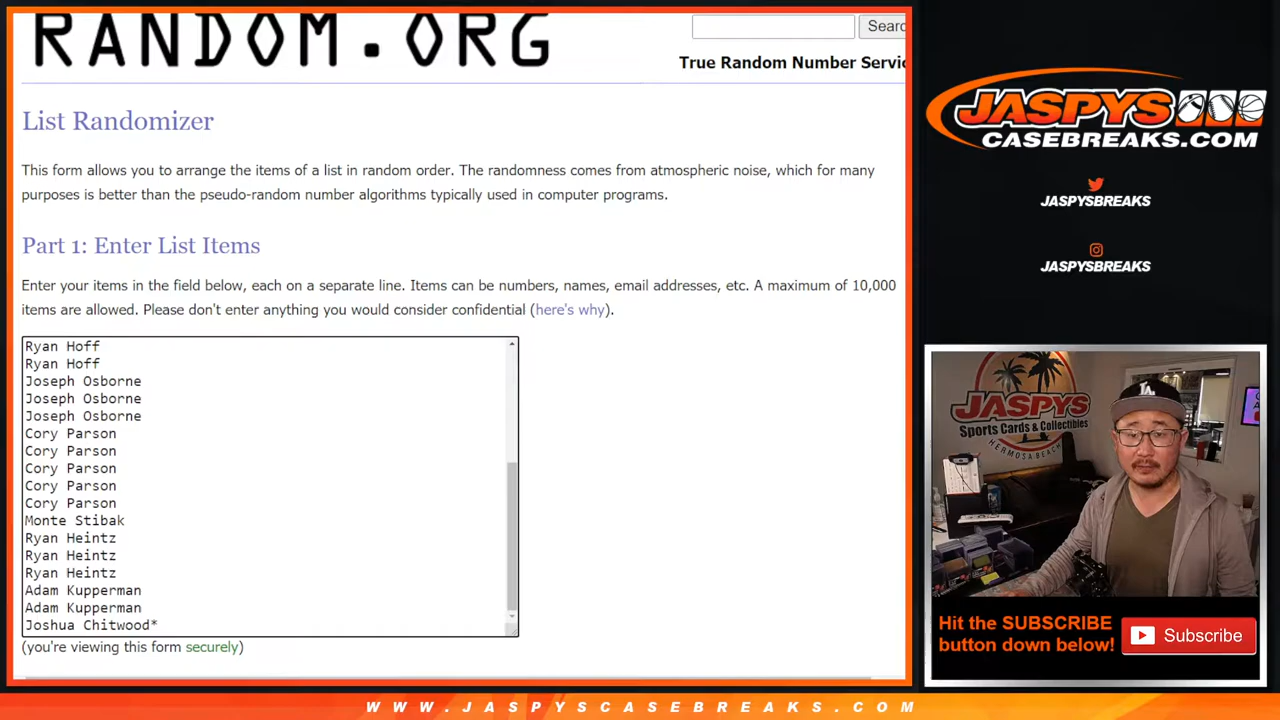 RANDOM.ORG
Searc
True Random Number Servic
List Randomizer
This form allows you to arrange the items of a list in random order. The randomness comes from atmospheric noise, which for many
purposes is better than the pseudo-random number algorithms typically used in computer programs.
Part 1: Enter List Items
Enter your items in the field below, each on a separate line. Items can be numbers, names, email addresses, etc. A maximum of 10,000
items are allowed. Please don't enter anything you would consider confidential (here's why).
Ryan Hoff
Ryan Hoff
Joseph Osborne
Joseph Osborne
Joseph Osborne
Cory Parson
Cory Parson
Cory Parson
Cory Parson
Cory Parson
Monte Stibak
Ryan Heintz
Ryan Heintz
Ryan Heintz
Adam Kupperman
Adam Kupperman
Joshua Chitwood*
(you're viewing this form securely)
JASPYS
CASEBREAKS.COM
JASPYSBREAKS
JASPYSBREAKS
JASPYS
Sports Cards & Collectibles
HERMOSA BEACH
LA
Hit the SUBSCRIBE
button down below!
Subscribe
WWW.JASPYSCASEBREAKS.COM